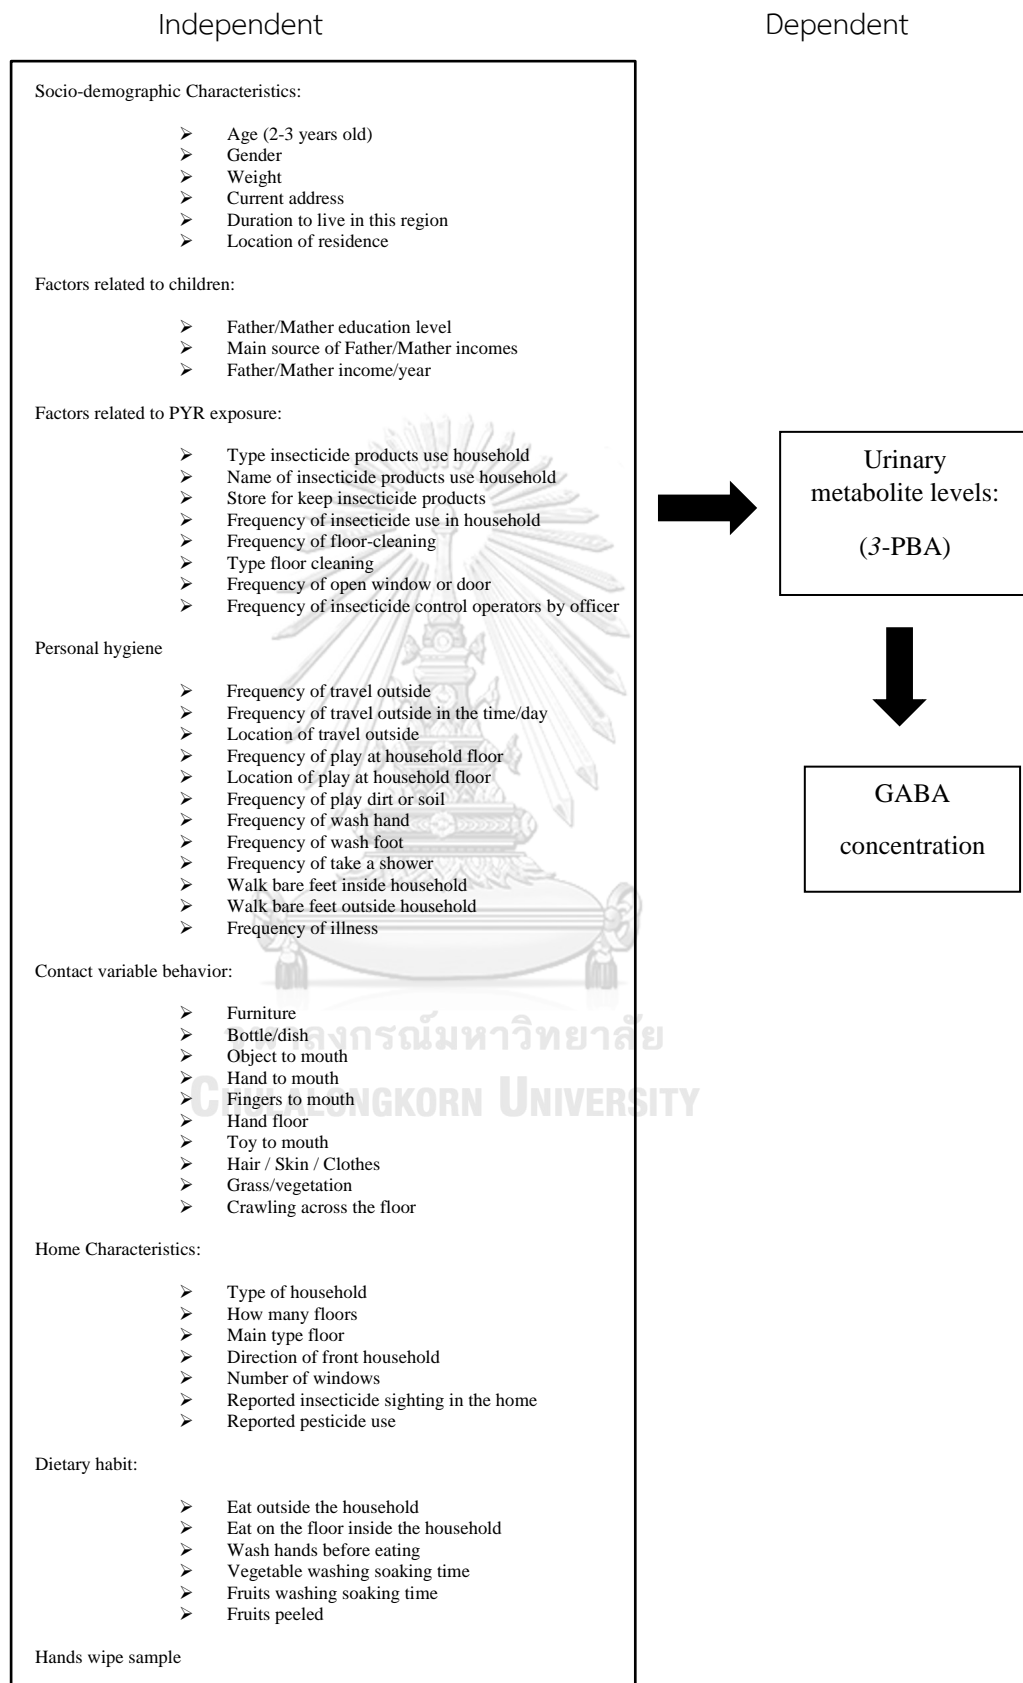 Independent
Dependent
Socio-demographic Characteristics:
➢ Age (2-3 years old)
➢ Gender
➢ Weight
➢ Current address
➢ Duration to live in this region
➢ Location of residence
Factors related to children:
➢ Father/Mather education level
➢ Main source of Father/Mather incomes
➢ Father/Mather income/year
Factors related to PYR exposure:
➢ Type insecticide products use household
➢ Name of insecticide products use household
➢ Store for keep insecticide products
➢ Frequency of insecticide use in household
➢ Frequency of floor-cleaning
➢ Type floor cleaning
➢ Frequency of open window or door
➢ Frequency of insecticide control operators by officer
Personal hygiene
➢ Frequency of travel outside
➢ Frequency of travel outside in the time/day
➢ Location of travel outside
➢ Frequency of play at household floor
➢ Location of play at household floor
➢ Frequency of play dirt or soil
➢ Frequency of wash hand
➢ Frequency of wash foot
➢ Frequency of take a shower
➢ Walk bare feet inside household
➢ Walk bare feet outside household
➢ Frequency of illness
Contact variable behavior:
➢ Furniture
➢ Bottle/dish
➢ Object to mouth
➢ Hand to mouth
➢ Fingers to mouth
➢ Hand floor
➢ Toy to mouth
➢ Hair / Skin / Clothes
➢ Grass/vegetation
➢ Crawling across the floor
Home Characteristics:
➢ Type of household
➢ How many floors
➢ Main type floor
➢ Direction of front household
➢ Number of windows
➢ Reported insecticide sighting in the home
➢ Reported pesticide use
Dietary habit:
➢ Eat outside the household
➢ Eat on the floor inside the household
➢ Wash hands before eating
➢ Vegetable washing soaking time
➢ Fruits washing soaking time
➢ Fruits peeled
Hands wipe sample
Urinary
metabolite levels:
(3-PBA)
GABA
concentration
จุฬาลงกรณ์มหาวิทยาลัย
CHULALONGKORN UNIVERSITY